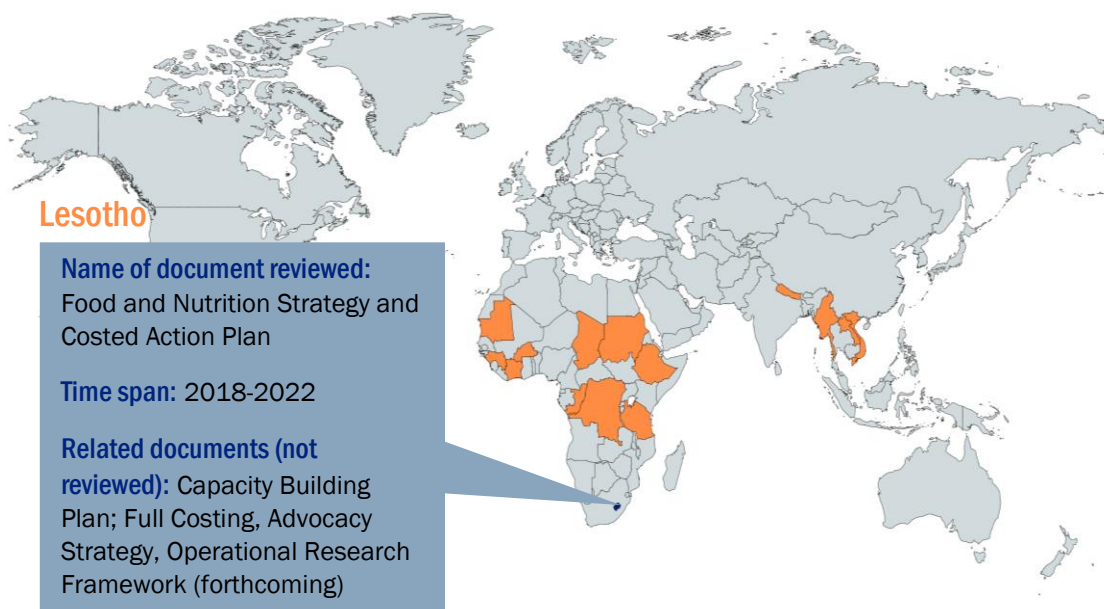 Lesotho
Name of document reviewed:
Food and Nutrition Strategy and
Costed Action Plan
Time span: 2018-2022
Related documents (not
reviewed): Capacity Building
Plan; Full Costing, Advocacy
Strategy, Operational Research
Framework (forthcoming)